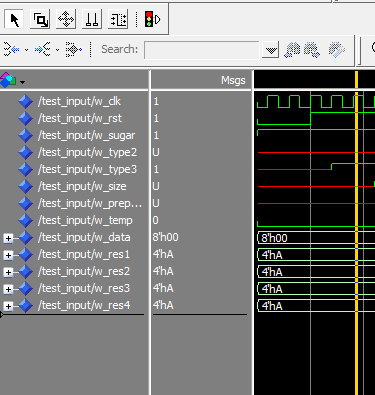 Search:
Msgs
/test_input/w_clk 1
/test_input/w_rst 1
/test_input/w_sugar 1
/test_input/w_type2 U
/test_input/w_type3 1
/test_input/w_size U
/test_input/w_prep... U
/test_input/w_temp 0
/test_input/w_data 8'h00 8'h00
/test_input/w_res1 4'hA 4'hA
/test_input/w_res2 4'hA 4'hA
/test_input/w_res3 4'hA 4'hA
/test_input/w_res4 4'hA 4'hA